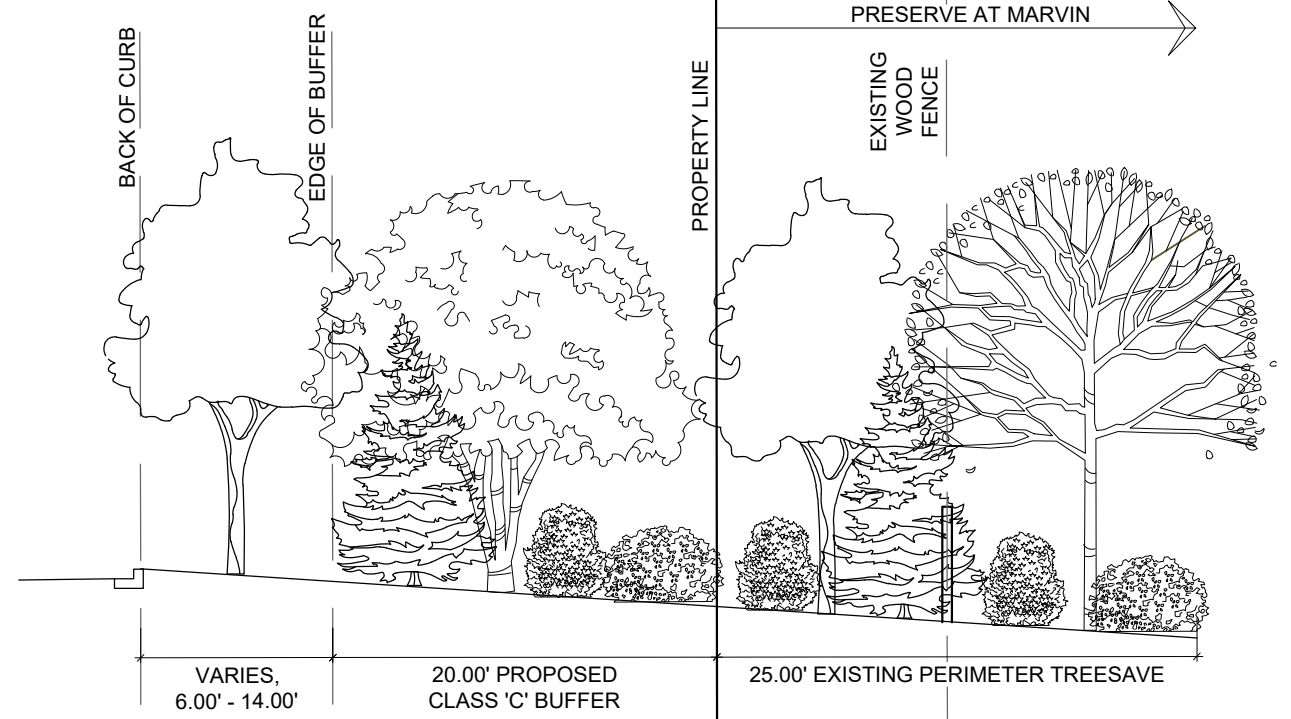 PRESERVE AT MARVIN
BACK OF CURB
EDGE OF BUFFER
PROPERTY LINE
EXISTING
WOOD
FENCE
VARIES,
6.00' - 14.00'
20.00' PROPOSED
CLASS 'C' BUFFER
25.00' EXISTING PERIMETER TREESAVE